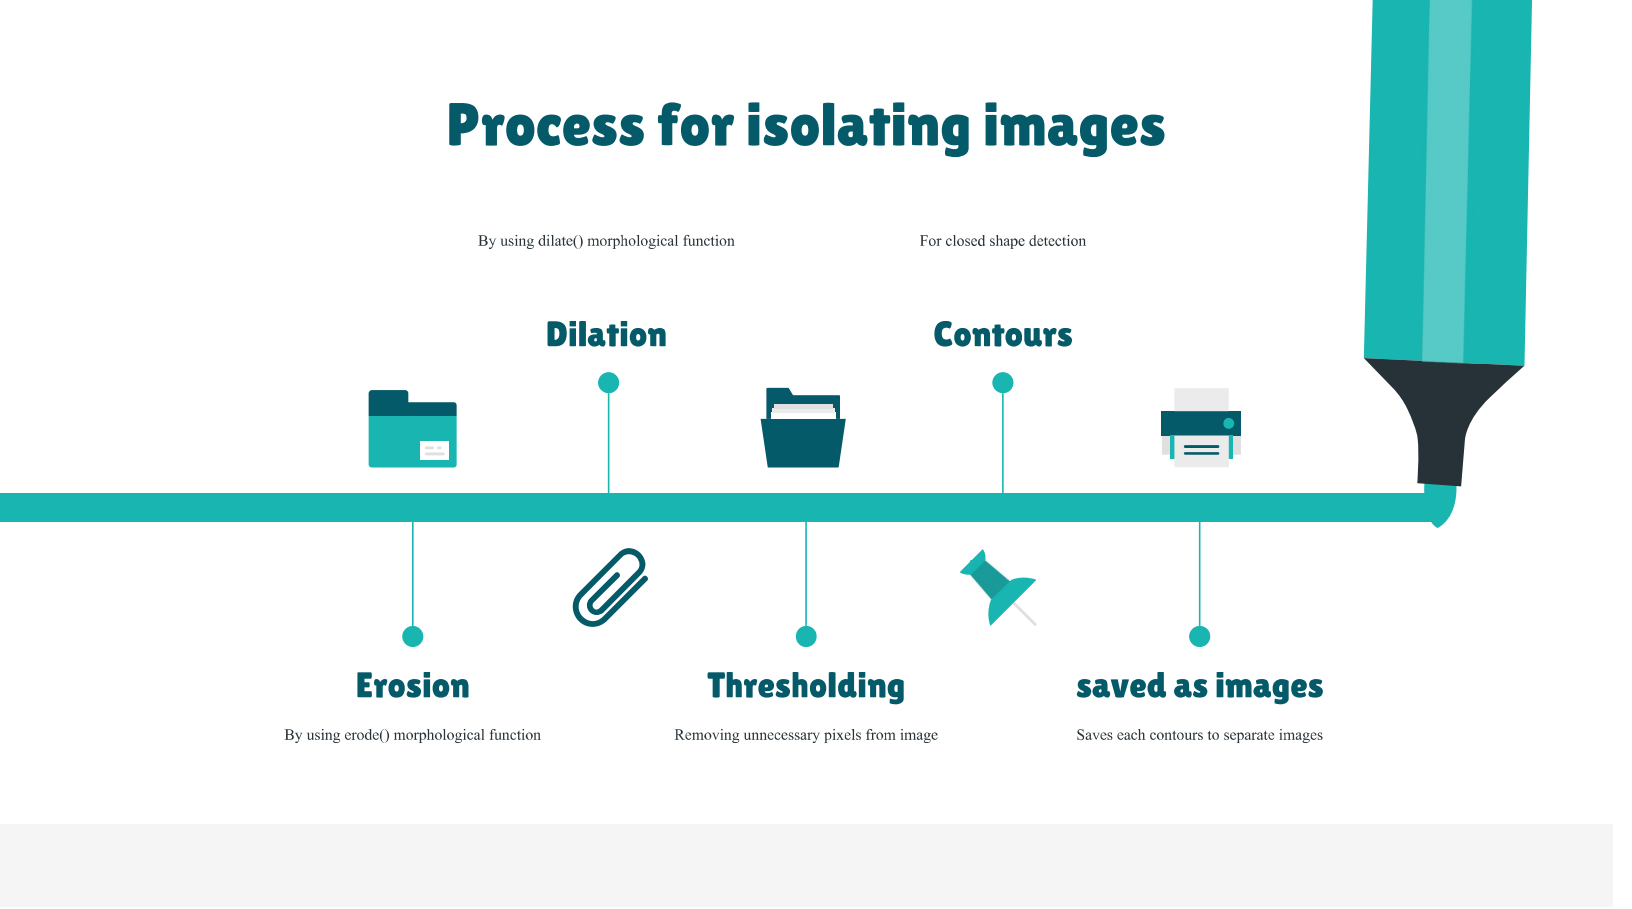 Process for isolating images
By using dilate() morphological function
For closed shape detection
Dilation
Contours
Erosion
Thresholding
saved as images
By using erode() morphological function
Removing unnecessary pixels from image
Saves each contours to separate images